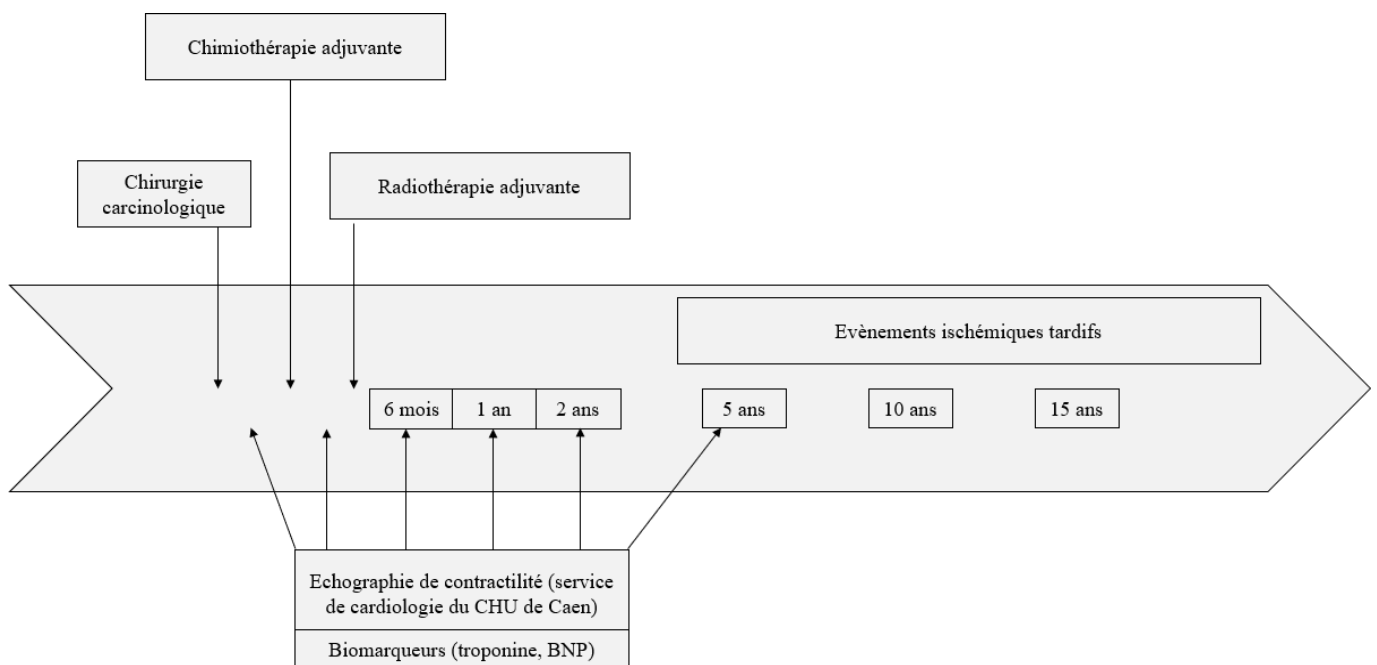 Chimiothérapie adjuvante
Chirurgie
carcinologique
Radiothérapie adjuvante
Evènements ischémiques tardifs
6 mois
1 an
2 ans
5 ans
10 ans
15 ans
Echographie de contractilité (service
de cardiologie du CHU de Caen)
Biomarqueurs (troponine, BNP)